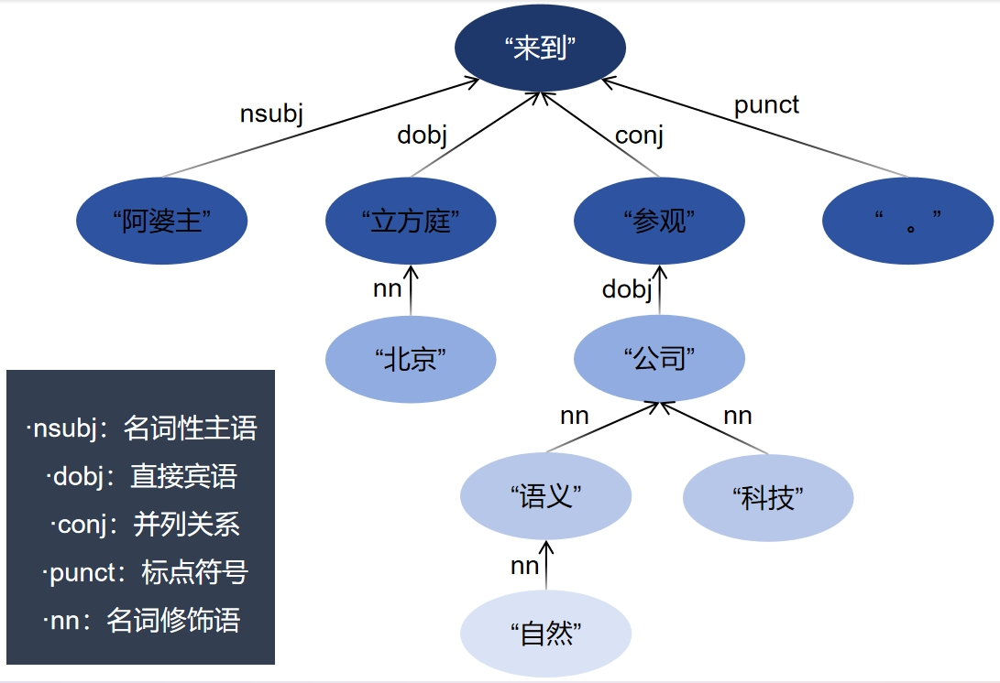 “来到”
nsubj
dobj
conj
punct
“阿婆主”
“立方庭”
“参观”
“ 。”
nn
dobj
“北京”
“公司”
nn
nn
“语义”
“科技”
nn
“自然”
·nsubj：名词性主语
·dobj：直接宾语
·conj：并列关系
·punct：标点符号
·nn：名词修饰语